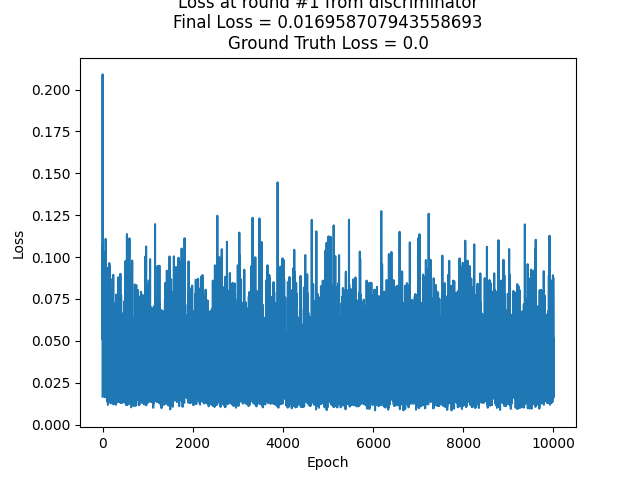 Loss at round #1 from discriminator
Final Loss = 0.016958707943558693
Ground Truth Loss = 0.0
0.200
0.175
0.150
0.125
0.100
0.075
0.050
0.025
0.000
Loss
0 2000 4000 6000 8000 10000
Epoch